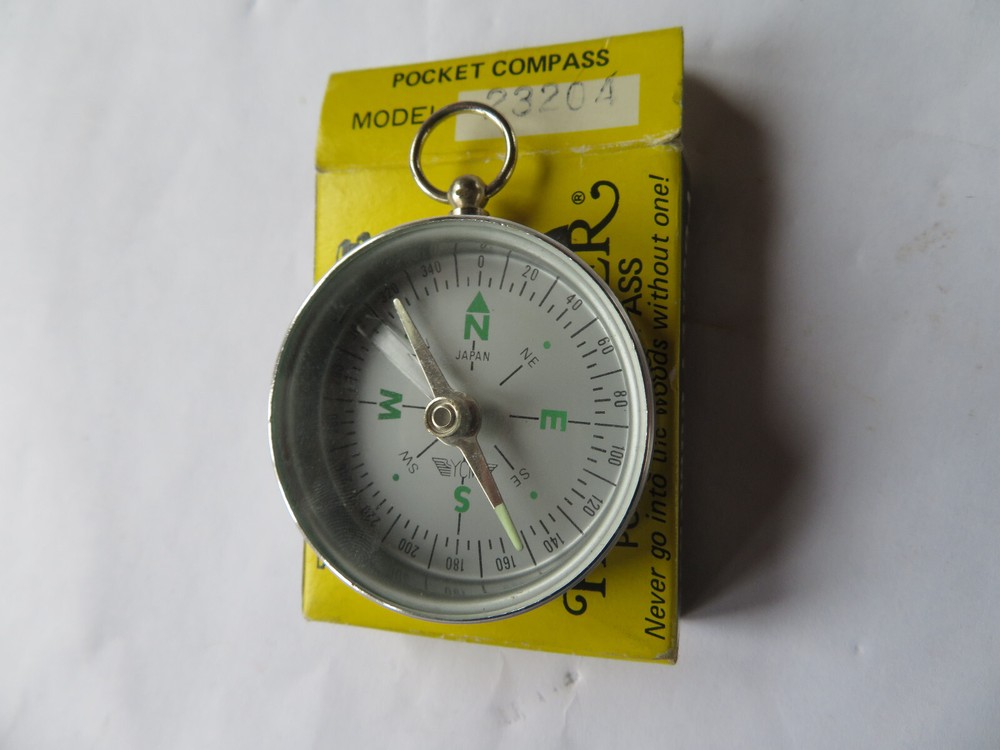 POCKET COMPASS
MODEL 23204
340 0 20 40 60 80 100 120 140 160 180 200 220
N
JAPAN
NE
W
E
SW
SE
S
Never go into the woods without one!